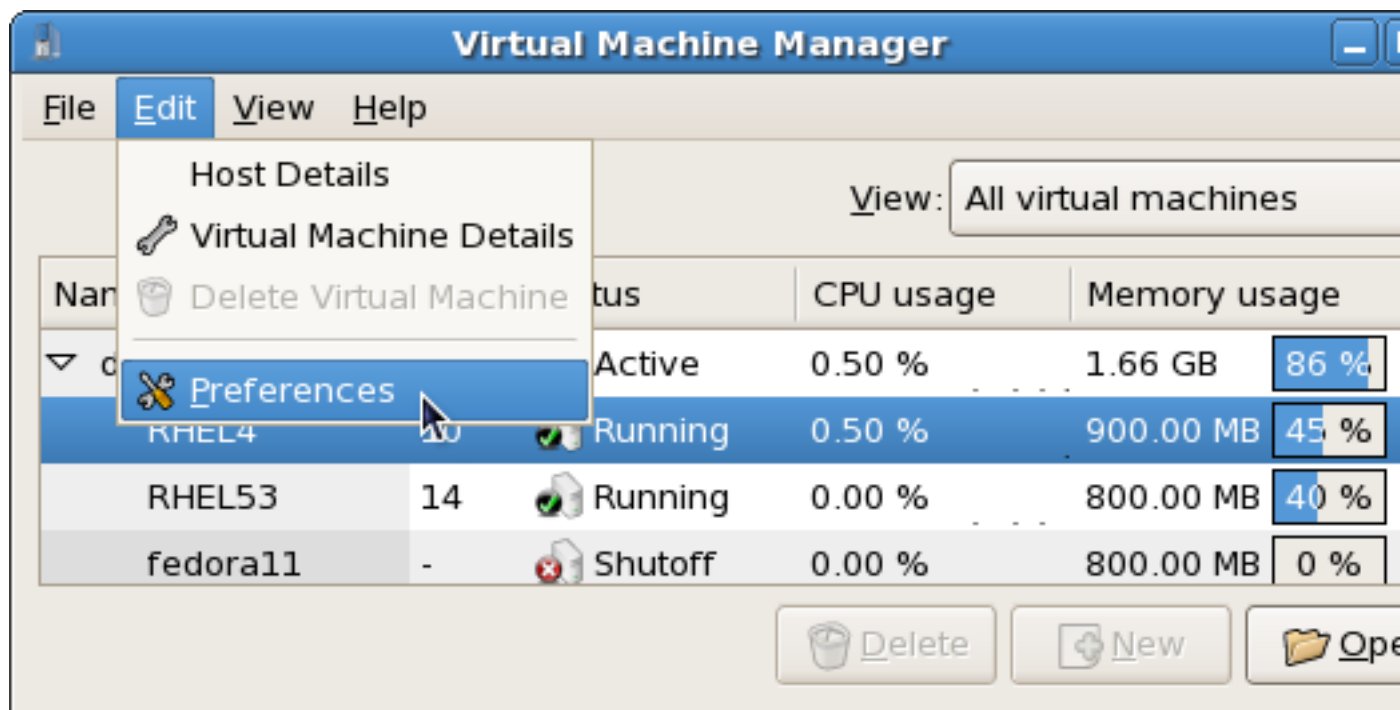 Virtual Machine Manager
File Edit View Help
Host Details
View: All virtual machines
Virtual Machine Details
Delete Virtual Machine
CPU usage Memory usage
Active 0.50 % 1.66 GB 86 %
Preferences
RHEL4 Running 0.50 % 900.00 MB 45 %
RHEL53 14 Running 0.00 % 800.00 MB 40 %
fedora11 - Shutoff 0.00 % 800.00 MB 0 %
Delete New